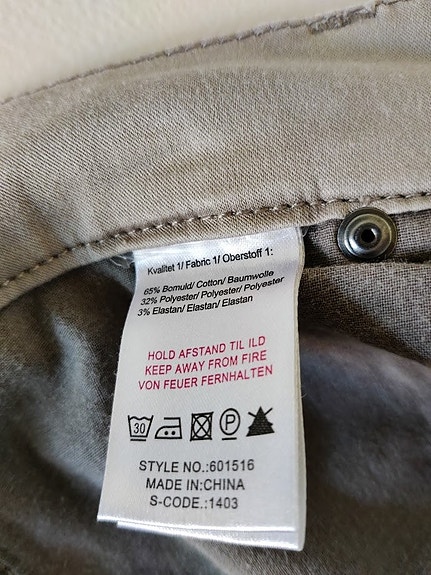 Kvalitet 1/ Fabric 1/ Oberstoff 1:
65% Bomuld/ Cotton/ Baumwolle
32% Polyester/ Polyester/ Polyester
3% Elastan/ Elastan/ Elastan
HOLD AFSTAND TIL ILD
KEEP AWAY FROM FIRE
VON FEUER FERNHALTEN
30 P
STYLE NO.:601516
MADE IN:CHINA
S-CODE.:1403